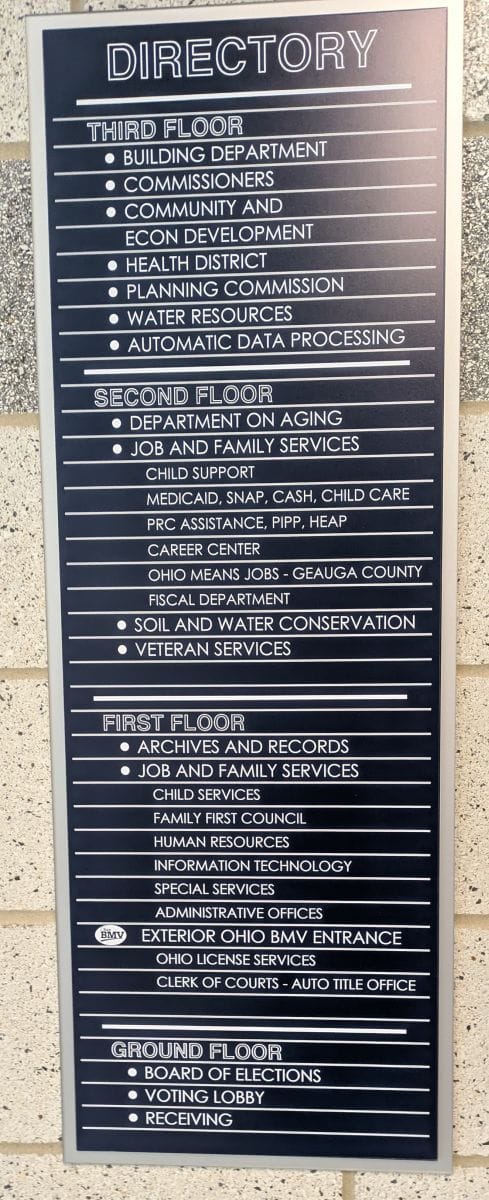 DIRECTORY
THIRD FLOOR
• BUILDING DEPARTMENT
• COMMISSIONERS
• COMMUNITY AND
ECON DEVELOPMENT
• HEALTH DISTRICT
• PLANNING COMMISSION
• WATER RESOURCES
• AUTOMATIC DATA PROCESSING
SECOND FLOOR
• DEPARTMENT ON AGING
• JOB AND FAMILY SERVICES
CHILD SUPPORT
MEDICAID, SNAP, CASH, CHILD CARE
PRC ASSISTANCE, PIPP, HEAP
CAREER CENTER
OHIO MEANS JOBS - GEAUGA COUNTY
FISCAL DEPARTMENT
• SOIL AND WATER CONSERVATION
• VETERAN SERVICES
FIRST FLOOR
• ARCHIVES AND RECORDS
• JOB AND FAMILY SERVICES
CHILD SERVICES
FAMILY FIRST COUNCIL
HUMAN RESOURCES
INFORMATION TECHNOLOGY
SPECIAL SERVICES
ADMINISTRATIVE OFFICES
BMV EXTERIOR OHIO BMV ENTRANCE
OHIO LICENSE SERVICES
CLERK OF COURTS - AUTO TITLE OFFICE
GROUND FLOOR
• BOARD OF ELECTIONS
• VOTING LOBBY
• RECEIVING